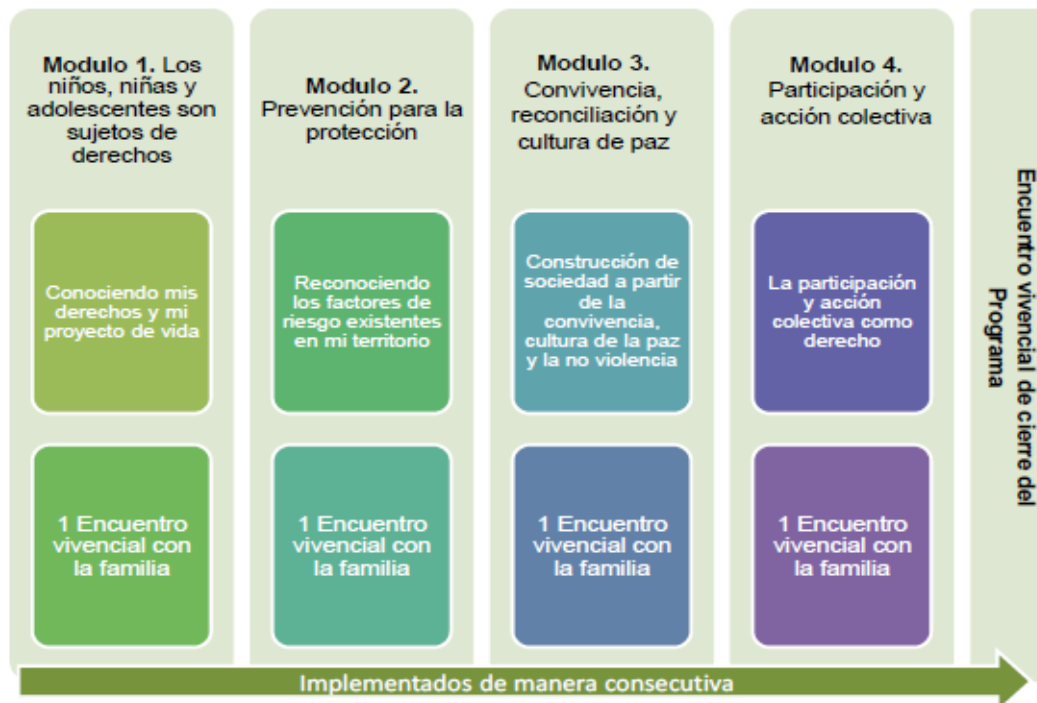 Modulo 1. Los
niños, niñas y
adolescentes son
sujetos de
derechos
Conociendo mis
derechos y mi
proyecto de vida
1 Encuentro
vivencial con
la familia
Modulo 2.
Prevención para la
protección
Reconociendo
los factores de
riesgo existentes
en mi territorio
1 Encuentro
vivencial con
la familia
Modulo 3.
Convivencia,
reconciliación y
cultura de paz
Construcción de
sociedad a partir
de la
convivencia,
cultura de la paz
y la no violencia
1 Encuentro
vivencial con
la familia
Modulo 4.
Participación y
acción colectiva
La participación
y acción
colectiva como
derecho
1 Encuentro
vivencial con
la familia
Encuentro vivencial de cierre del
Programa
Implementados de manera consecutiva